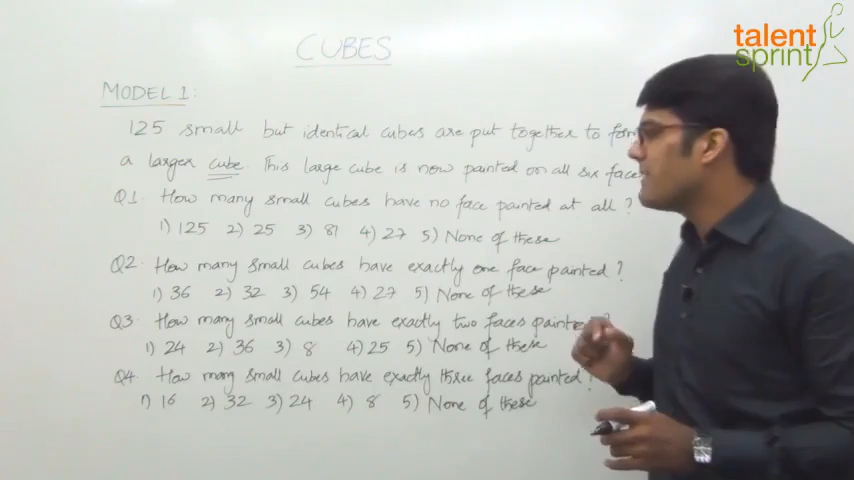 talent
sprint
CUBES
MODEL 1:
125 small but identical cubes are put together to form
a larger cube. This large cube is now painted on all six faces
Q1. How many small cubes have no face painted at all?
1) 125 2) 25 3) 81 4) 27 5) None of these
Q2. How many small cubes have exactly one face painted?
1) 36 2) 32 3) 54 4) 27 5) None of these
Q3. How many small cubes have exactly two faces painted?
1) 24 2) 36 3) 8 4) 25 5) None of these
Q4. How many small cubes have exactly three faces painted?
1) 16 2) 32 3) 24 4) 8 5) None of these